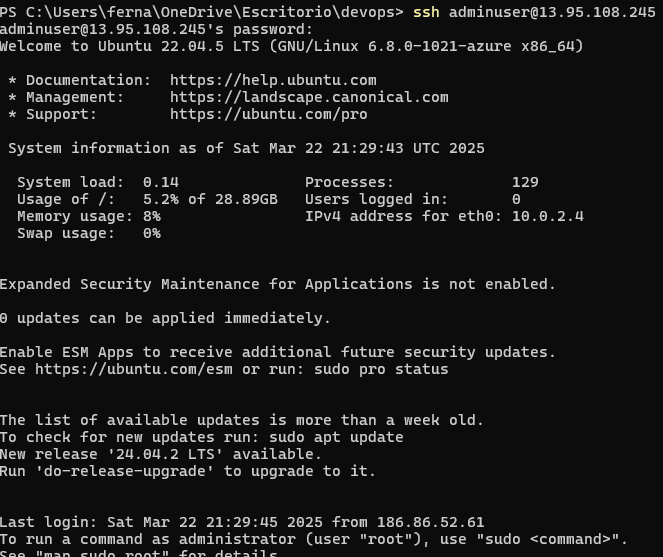 PS C:\Users\ferna\OneDrive\Escritorio\devops> ssh adminuser@13.95.108.245
adminuser@13.95.108.245's password:
Welcome to Ubuntu 22.04.5 LTS (GNU/Linux 6.8.0-1021-azure x86_64)

 * Documentation:  https://help.ubuntu.com
 * Management:     https://landscape.canonical.com
 * Support:        https://ubuntu.com/pro

 System information as of Sat Mar 22 21:29:43 UTC 2025

  System load:  0.14               Processes:             129
  Usage of /:   5.2% of 28.89GB   Users logged in:       0
  Memory usage: 8%                 IPv4 address for eth0: 10.0.2.4
  Swap usage:   0%

Expanded Security Maintenance for Applications is not enabled.

0 updates can be applied immediately.

Enable ESM Apps to receive additional future security updates.
See https://ubuntu.com/esm or run: sudo pro status

The list of available updates is more than a week old.
To check for new updates run: sudo apt update
New release '24.04.2 LTS' available.
Run 'do-release-upgrade' to upgrade to it.

Last login: Sat Mar 22 21:29:45 2025 from 186.86.52.61
To run a command as administrator (user "root"), use "sudo <command>".
See "man sudo_root" for details.